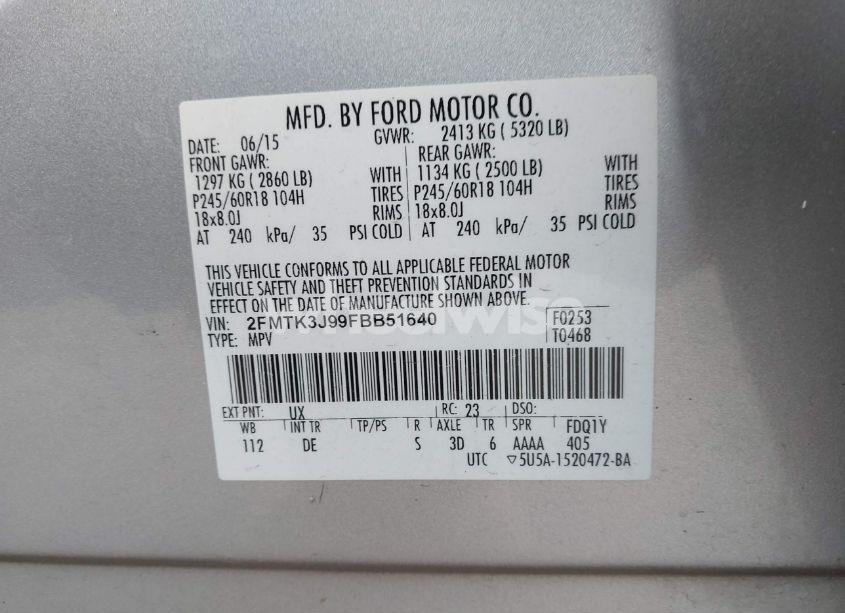 MFD. BY FORD MOTOR CO.
DATE: 06/15 GVWR: 2413 KG ( 5320 LB)
FRONT GAWR: REAR GAWR:
1297 KG ( 2860 LB) WITH 1134 KG ( 2500 LB) WITH
P245/60R18 104H TIRES P245/60R18 104H TIRES
18x8.0J RIMS 18x8.0J RIMS
AT 240 kPa/ 35 PSI COLD AT 240 kPa/ 35 PSI COLD
THIS VEHICLE CONFORMS TO ALL APPLICABLE FEDERAL MOTOR
VEHICLE SAFETY AND THEFT PREVENTION STANDARDS IN
EFFECT ON THE DATE OF MANUFACTURE SHOWN ABOVE.
VIN: 2FMTK3J99FBB51640 F0253
TYPE: MPV T0468
EXT PNT: UX RC: 23 DSO:
WB INT TR TP/PS R AXLE TR SPR FDQ1Y
112 DE S 3D 6 AAAA 405
UTC ▽5U5A-1520472-BA